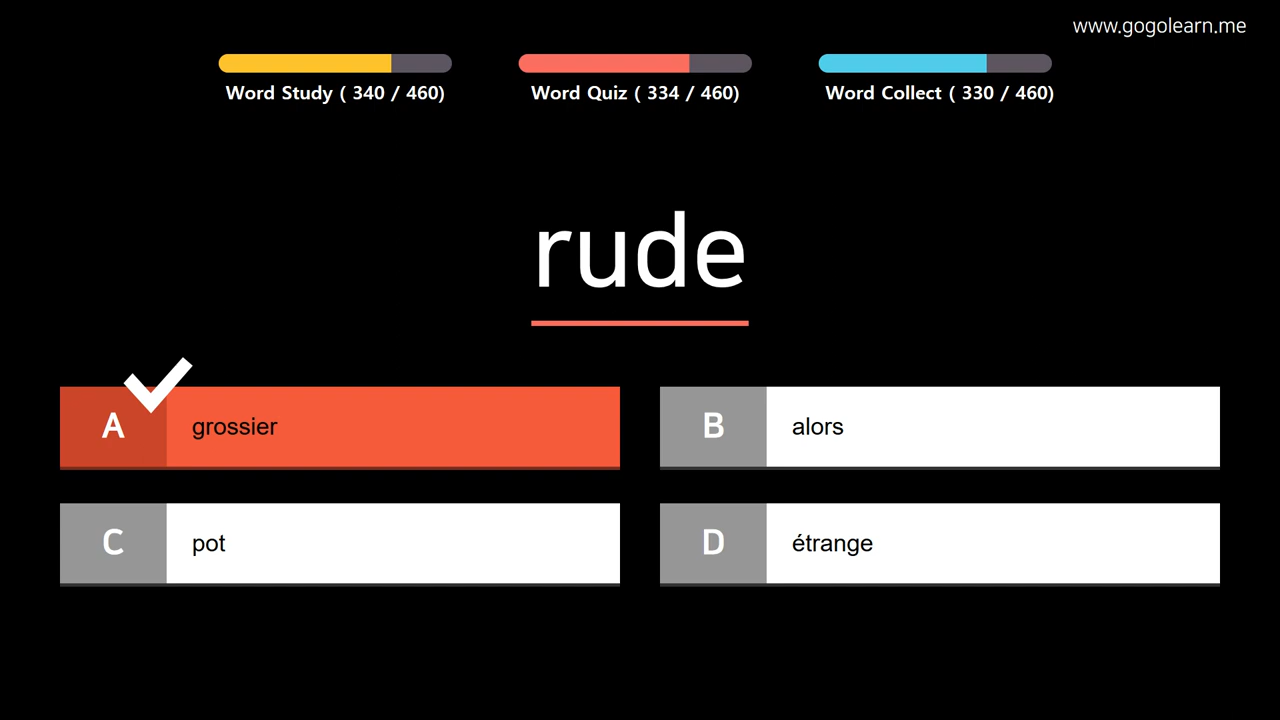 www.gogolearn.me
Word Study ( 340 / 460)
Word Quiz ( 334 / 460)
Word Collect ( 330 / 460)
rude
A
grossier
B
alors
C
pot
D
étrange